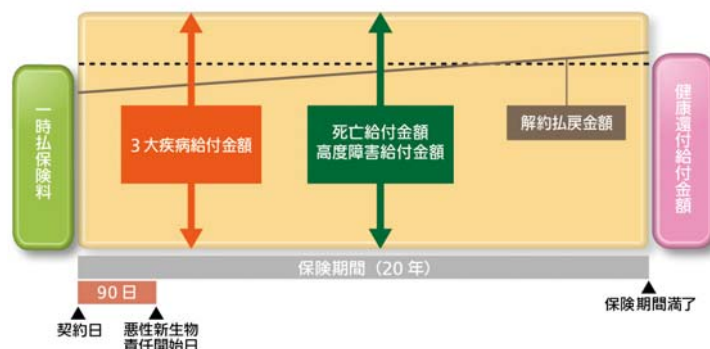 一時払保険料
3大疾病給付金額
死亡給付金額
高度障害給付金額
解約払戻金額
健康還付給付金額
保険期間（20年）
90日
契約日
悪性新生物
責任開始日
保険期間満了